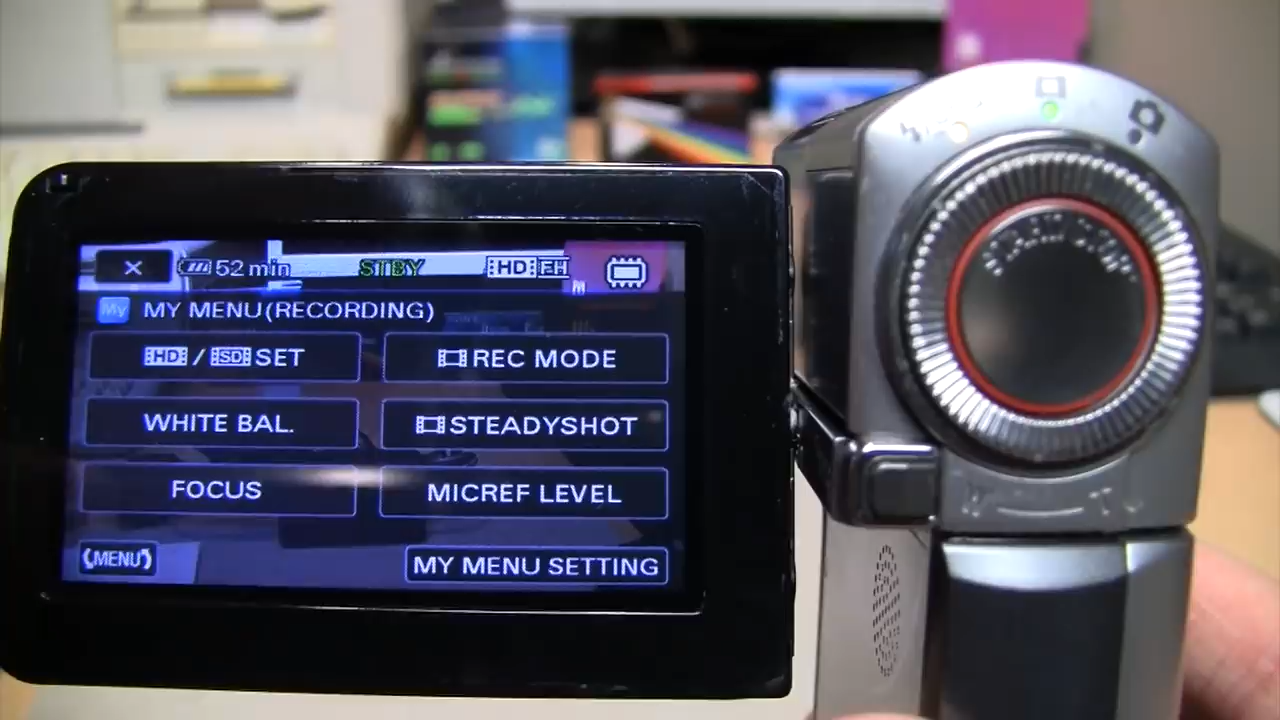 52 min STBY HD FH
My MY MENU(RECORDING)
HD / SD SET
REC MODE
WHITE BAL.
STEADYSHOT
FOCUS
MICREF LEVEL
MENU
MY MENU SETTING
W T